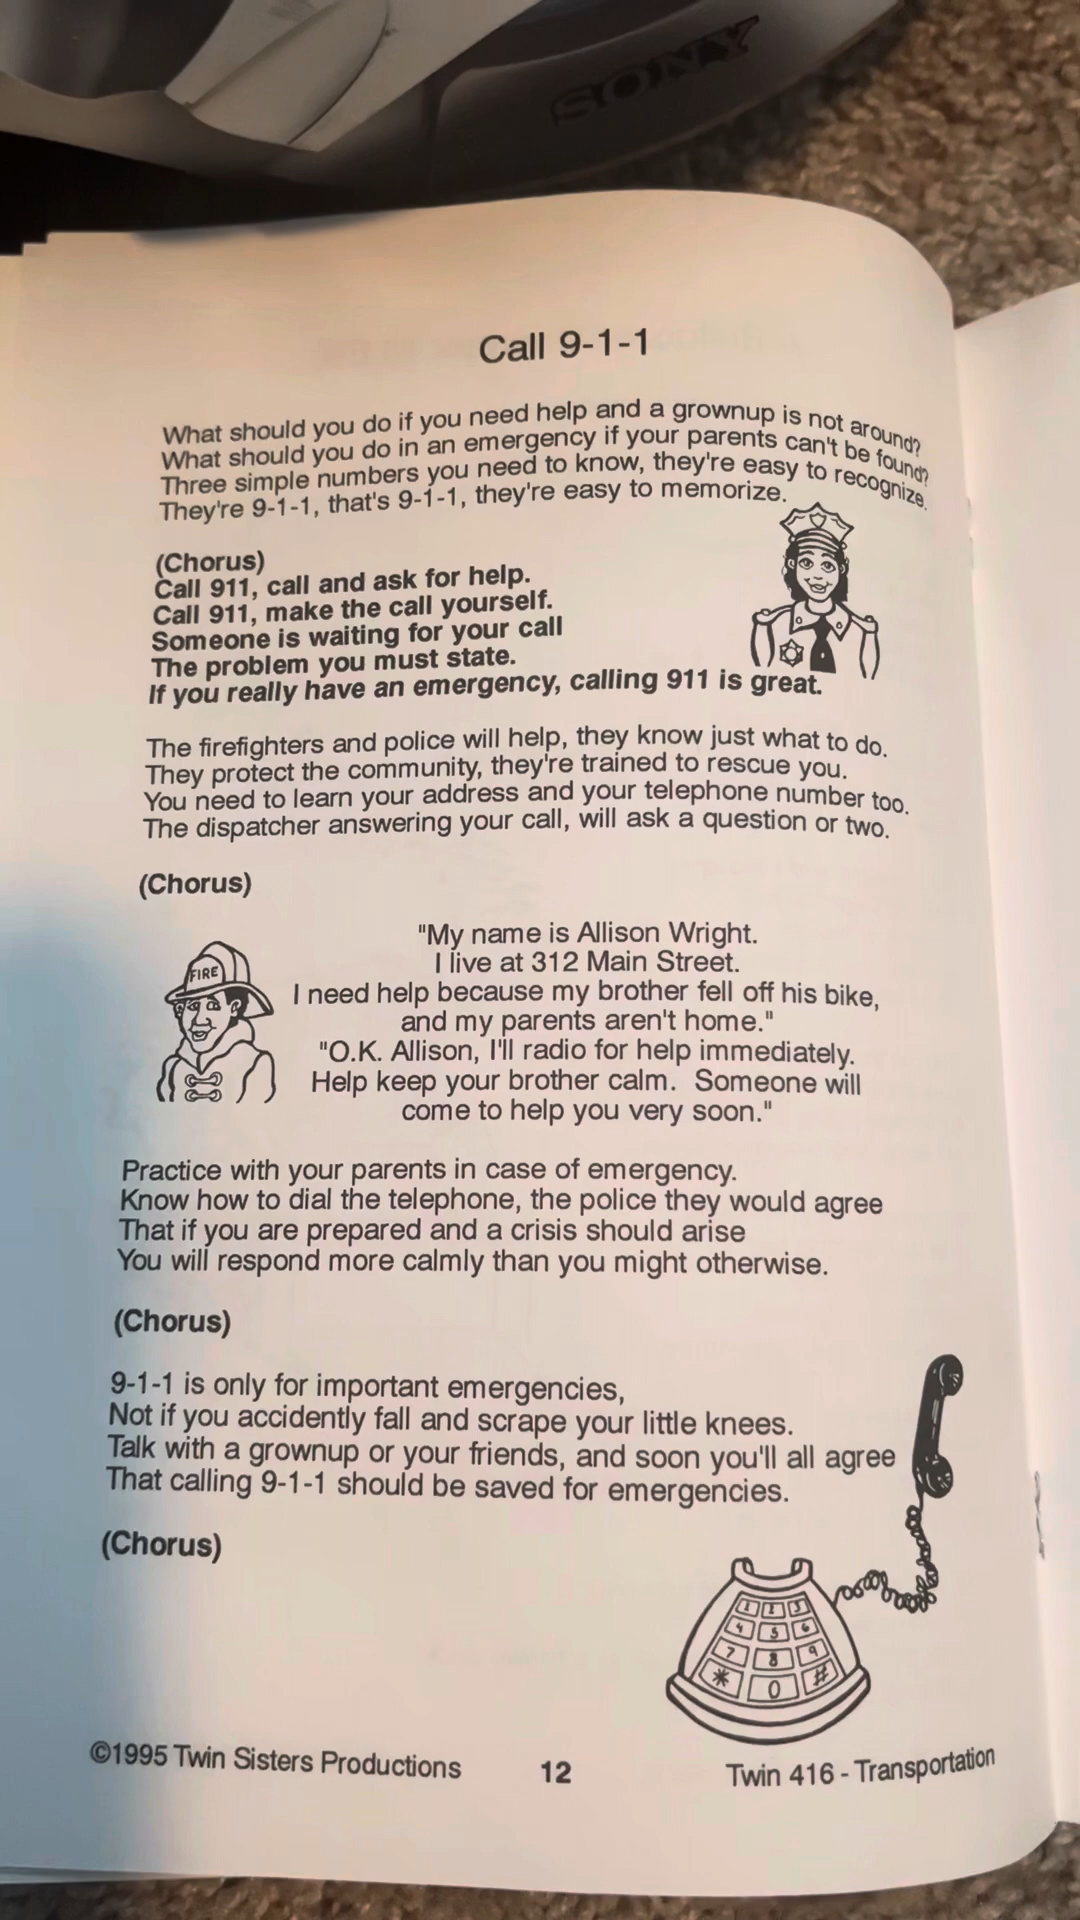 SONY
Call 9-1-1
What should you do if you need help and a grownup is not around?
What should you do in an emergency if your parents can't be found?
Three simple numbers you need to know, they're easy to recognize.
They're 9-1-1, that's 9-1-1, they're easy to memorize.
(Chorus)
Call 911, call and ask for help.
Call 911, make the call yourself.
Someone is waiting for your call
The problem you must state.
If you really have an emergency, calling 911 is great.
The firefighters and police will help, they know just what to do.
They protect the community, they're trained to rescue you.
You need to learn your address and your telephone number too.
The dispatcher answering your call, will ask a question or two.
(Chorus)
FIRE
"My name is Allison Wright.
I live at 312 Main Street.
I need help because my brother fell off his bike,
and my parents aren't home."
"O.K. Allison, I'll radio for help immediately.
Help keep your brother calm.  Someone will
come to help you very soon."
Practice with your parents in case of emergency.
Know how to dial the telephone, the police they would agree
That if you are prepared and a crisis should arise
You will respond more calmly than you might otherwise.
(Chorus)
9-1-1 is only for important emergencies,
Not if you accidently fall and scrape your little knees.
Talk with a grownup or your friends, and soon you'll all agree
That calling 9-1-1 should be saved for emergencies.
(Chorus)
1 2 3
4 5 6
7 8 9
* 0 #
©1995 Twin Sisters Productions
12
Twin 416 - Transportation